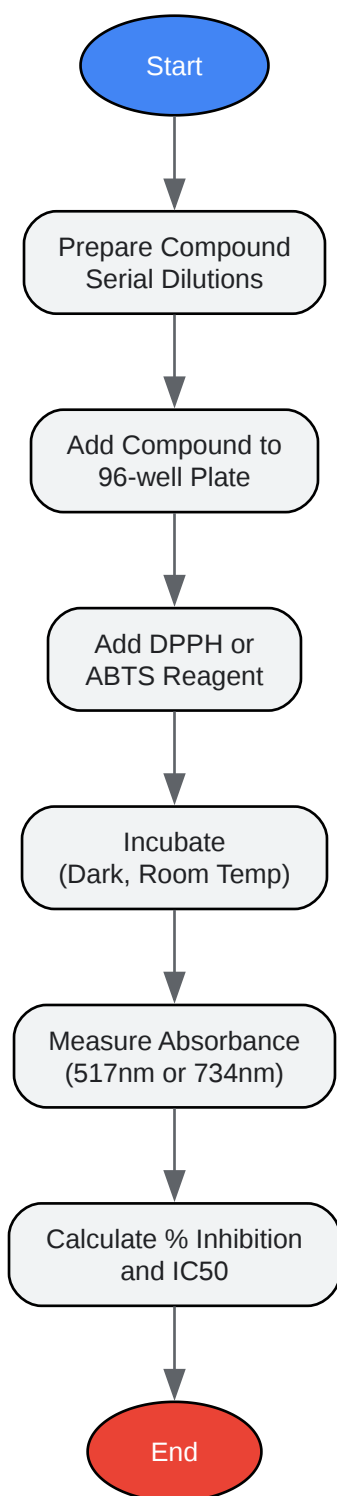 Start
Prepare Compound
Serial Dilutions
Add Compound to
96-well Plate
Add DPPH or
ABTS Reagent
Incubate
(Dark, Room Temp)
Measure Absorbance
(517nm or 734nm)
Calculate % Inhibition
and IC50
End